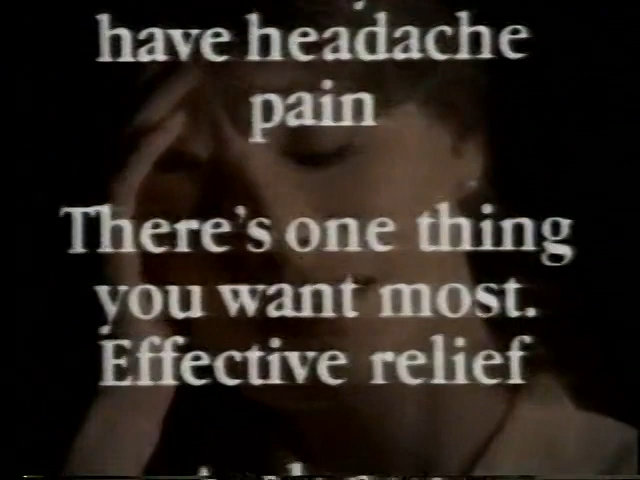 have headache
pain
There's one thing
you want most.
Effective relief